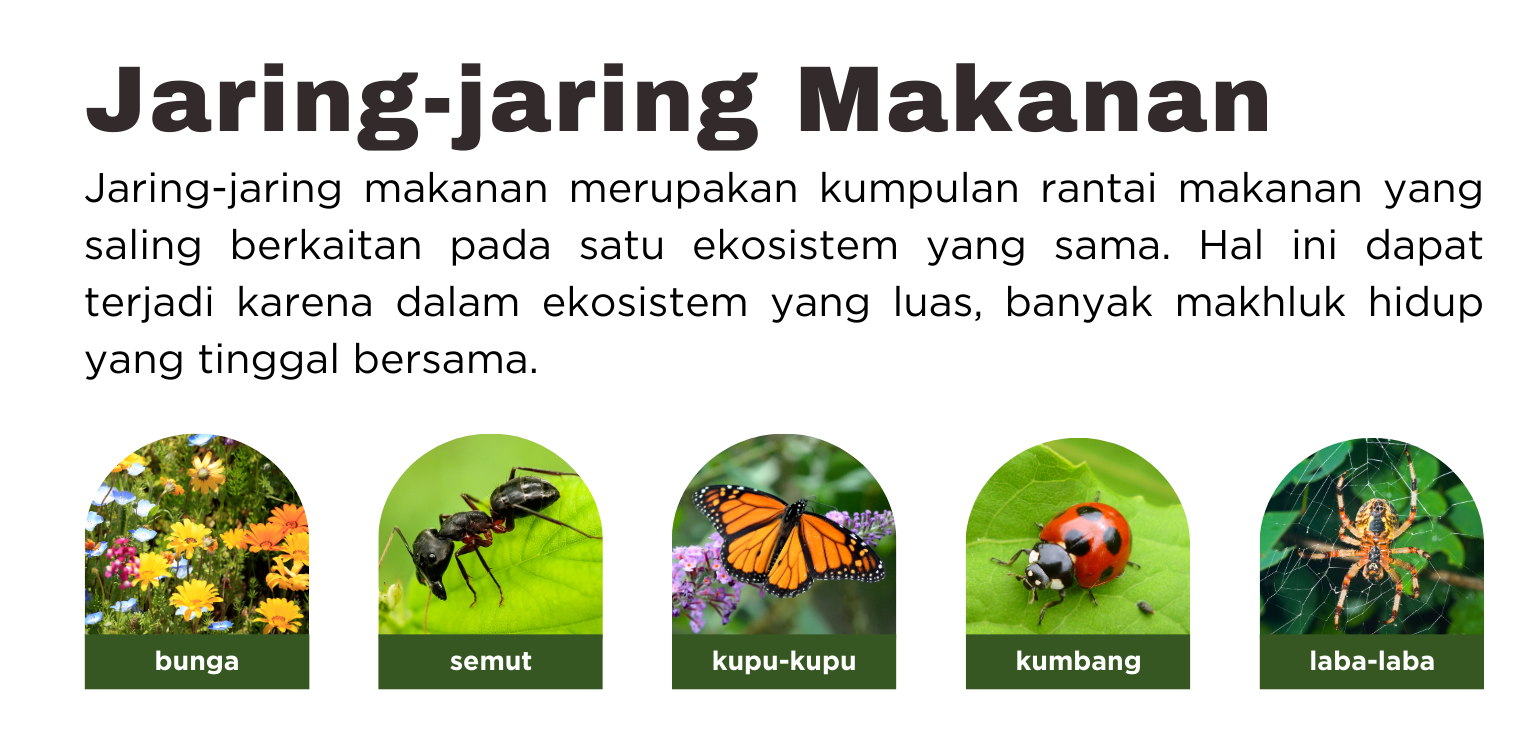 Jaring-jaring Makanan
Jaring-jaring makanan merupakan kumpulan rantai makanan yang
saling berkaitan pada satu ekosistem yang sama. Hal ini dapat
terjadi karena dalam ekosistem yang luas, banyak makhluk hidup
yang tinggal bersama.
bunga
semut
kupu-kupu
kumbang
laba-laba